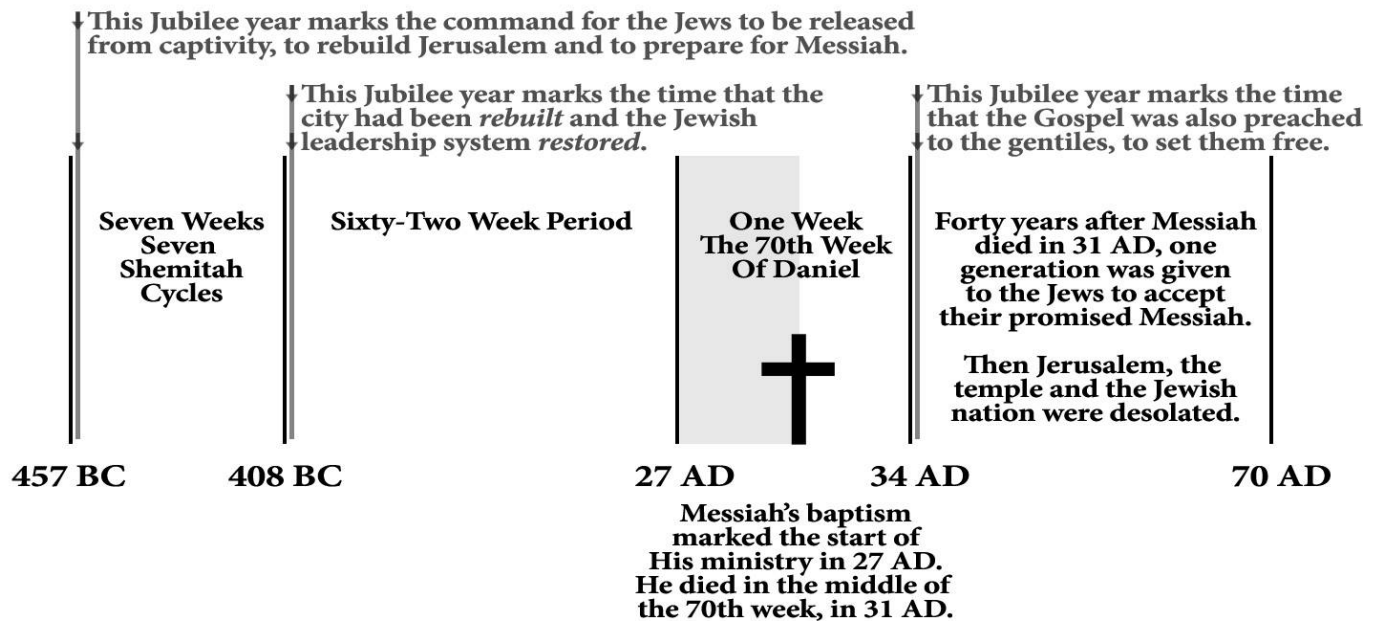 This Jubilee year marks the command for the Jews to be released
from captivity, to rebuild Jerusalem and to prepare for Messiah.
This Jubilee year marks the time that the
city had been rebuilt and the Jewish
leadership system restored.
This Jubilee year marks the time
that the Gospel was also preached
to the gentiles, to set them free.
Seven Weeks
Seven
Shemitah
Cycles
Sixty-Two Week Period
One Week
The 70th Week
Of Daniel
Forty years after Messiah
died in 31 AD, one
generation was given
to the Jews to accept
their promised Messiah.
Then Jerusalem, the
temple and the Jewish
nation were desolated.
457 BC
408 BC
27 AD
34 AD
70 AD
Messiah’s baptism
marked the start of
His ministry in 27 AD.
He died in the middle of
the 70th week, in 31 AD.